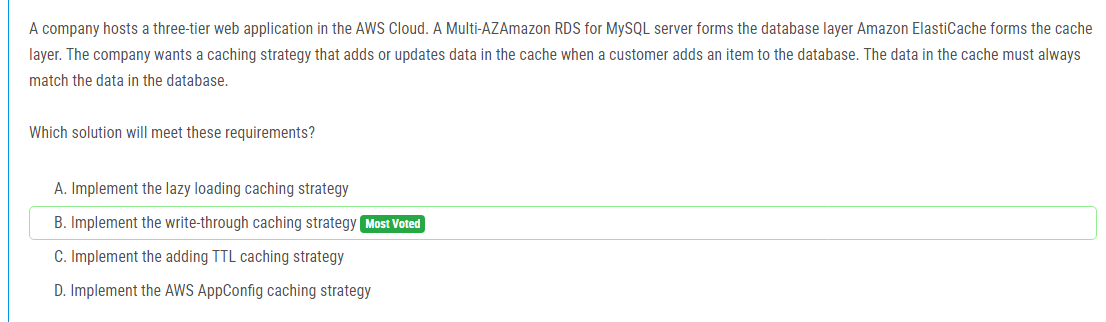 A company hosts a three-tier web application in the AWS Cloud. A Multi-AZAmazon RDS for MySQL server forms the database layer Amazon ElastiCache forms the cache
layer. The company wants a caching strategy that adds or updates data in the cache when a customer adds an item to the database. The data in the cache must always
match the data in the database.
Which solution will meet these requirements?
A. Implement the lazy loading caching strategy
B. Implement the write-through caching strategy Most Voted
C. Implement the adding TTL caching strategy
D. Implement the AWS AppConfig caching strategy